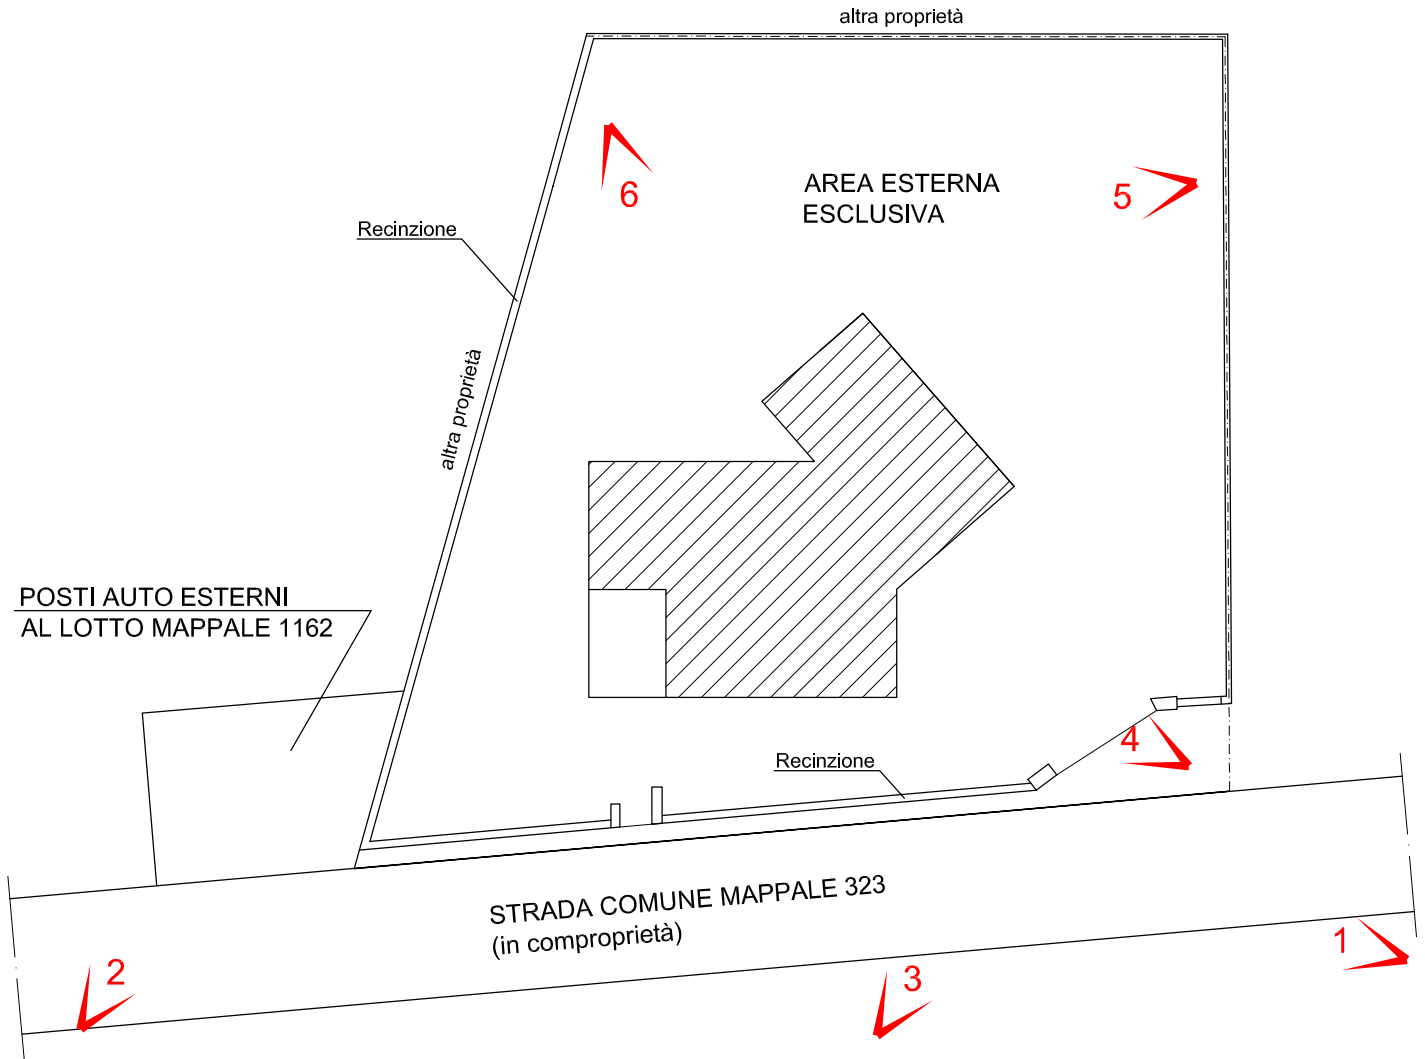 altra proprietà
6
AREA ESTERNA
ESCLUSIVA
5
Recinzione
altra proprietà
POSTI AUTO ESTERNI
AL LOTTO MAPPALE 1162
4
Recinzione
STRADA COMUNE MAPPALE 323
(in comproprietà)
1
2
3